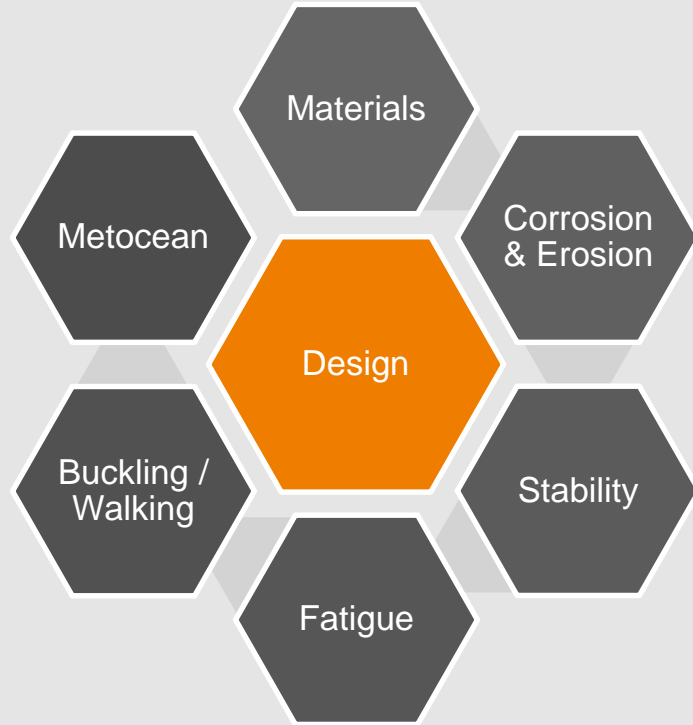 Materials
Metocean
Corrosion
& Erosion
Design
Buckling /
Walking
Stability
Fatigue